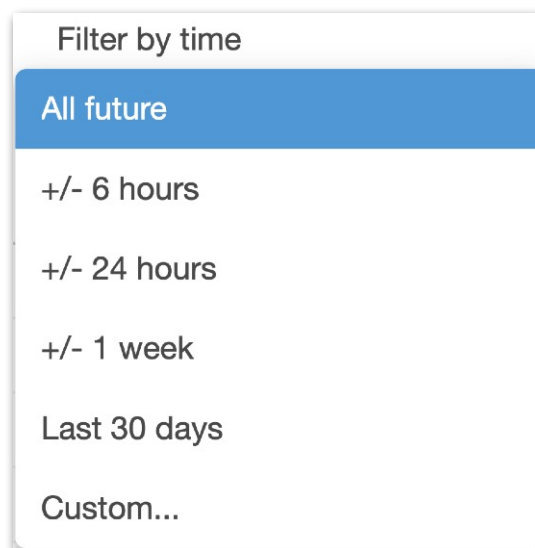 Filter by time
All future
+/- 6 hours
+/- 24 hours
+/- 1 week
Last 30 days
Custom...